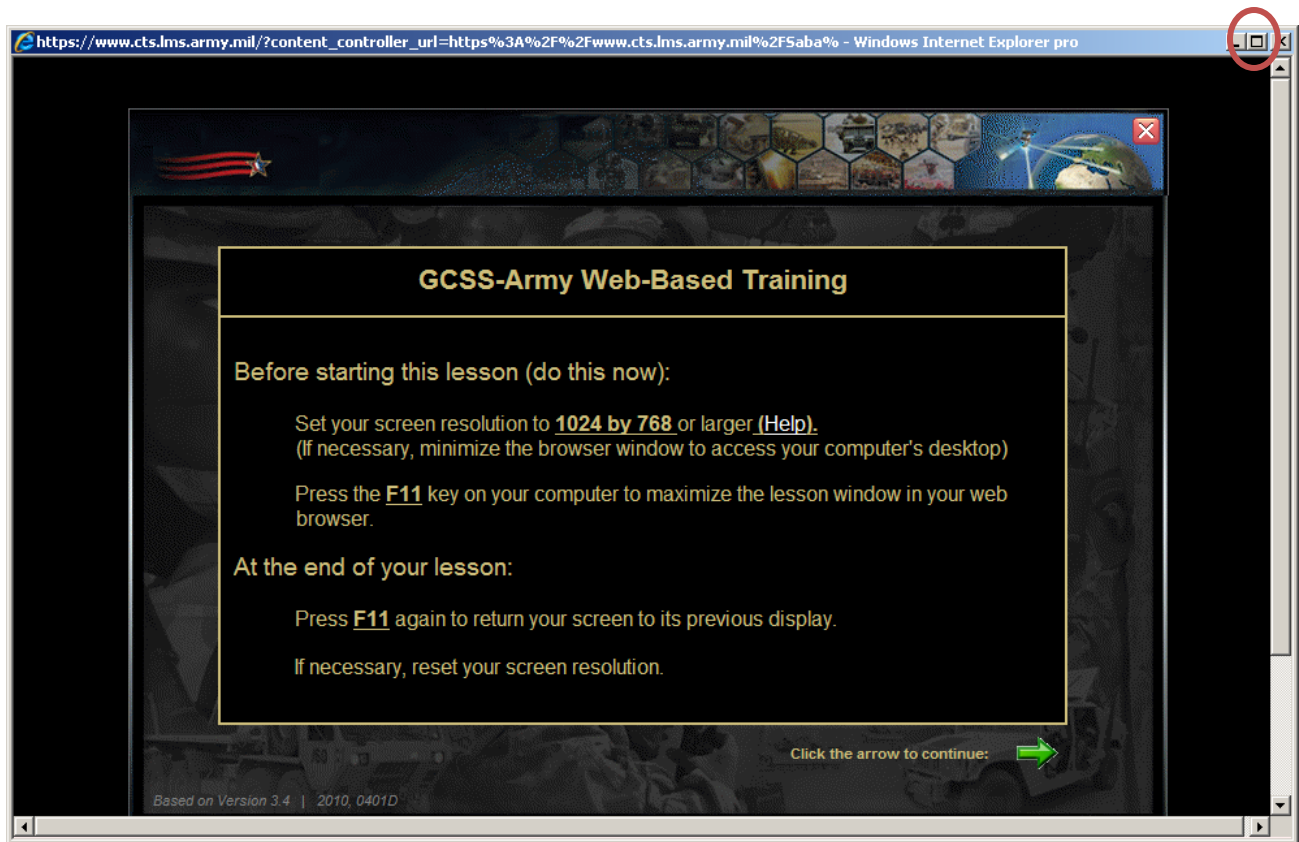 https://www.cts.lms.army.mil/?content_controller_url=https%3A%2F%2Fwww.cts.lms.army.mil%2FSaba% - Windows Internet Explorer pro
GCSS-Army Web-Based Training
Before starting this lesson (do this now):
Set your screen resolution to 1024 by 768 or larger (Help).
(If necessary, minimize the browser window to access your computer's desktop)
Press the F11 key on your computer to maximize the lesson window in your web
browser.
At the end of your lesson:
Press F11 again to return your screen to its previous display.
If necessary, reset your screen resolution.
Click the arrow to continue:
Based on Version 3.4 | 2010, 0401D